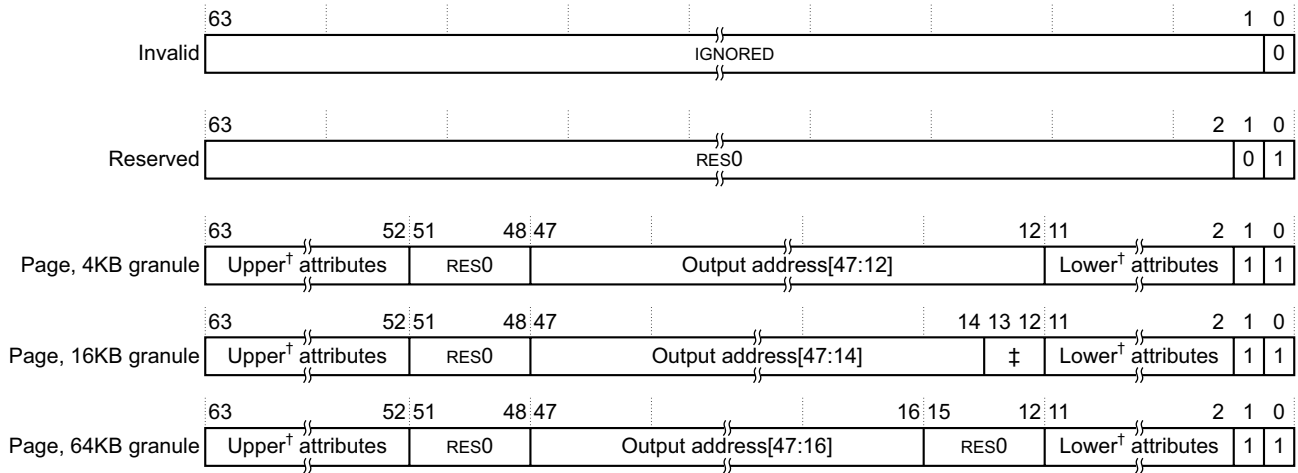 63 1 0
Invalid IGNORED 0
63 2 1 0
Reserved RES0 0 1
63 52 51 48 47 12 11 2 1 0
Page, 4KB granule Upper† attributes RES0 Output address[47:12] Lower† attributes 1 1
63 52 51 48 47 14 13 12 11 2 1 0
Page, 16KB granule Upper† attributes RES0 Output address[47:14] ‡ Lower† attributes 1 1
63 52 51 48 47 16 15 12 11 2 1 0
Page, 64KB granule Upper† attributes RES0 Output address[47:16] RES0 Lower† attributes 1 1